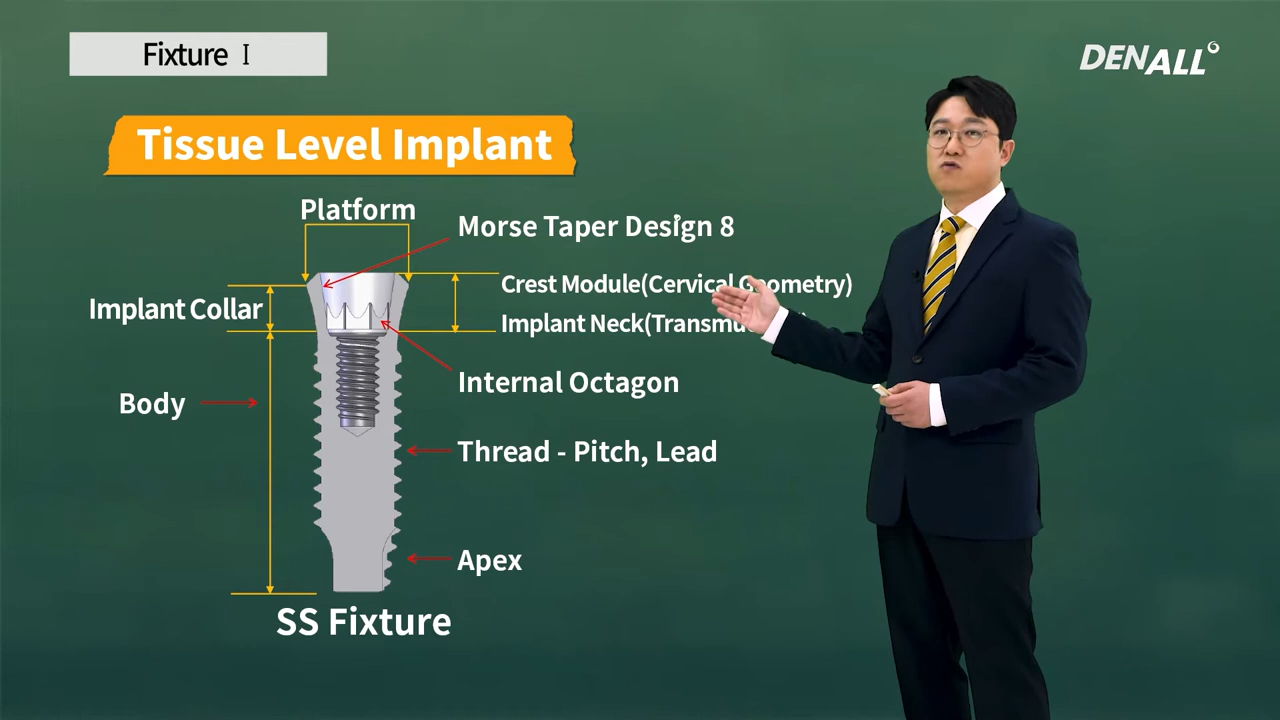 Fixture I
DENALL
Tissue Level Implant
Platform
Morse Taper Design 8
Crest Module(Cervical Geometry)
Implant Collar
Implant Neck(
Internal Octagon
Body
Thread - Pitch, Lead
Apex
SS Fixture